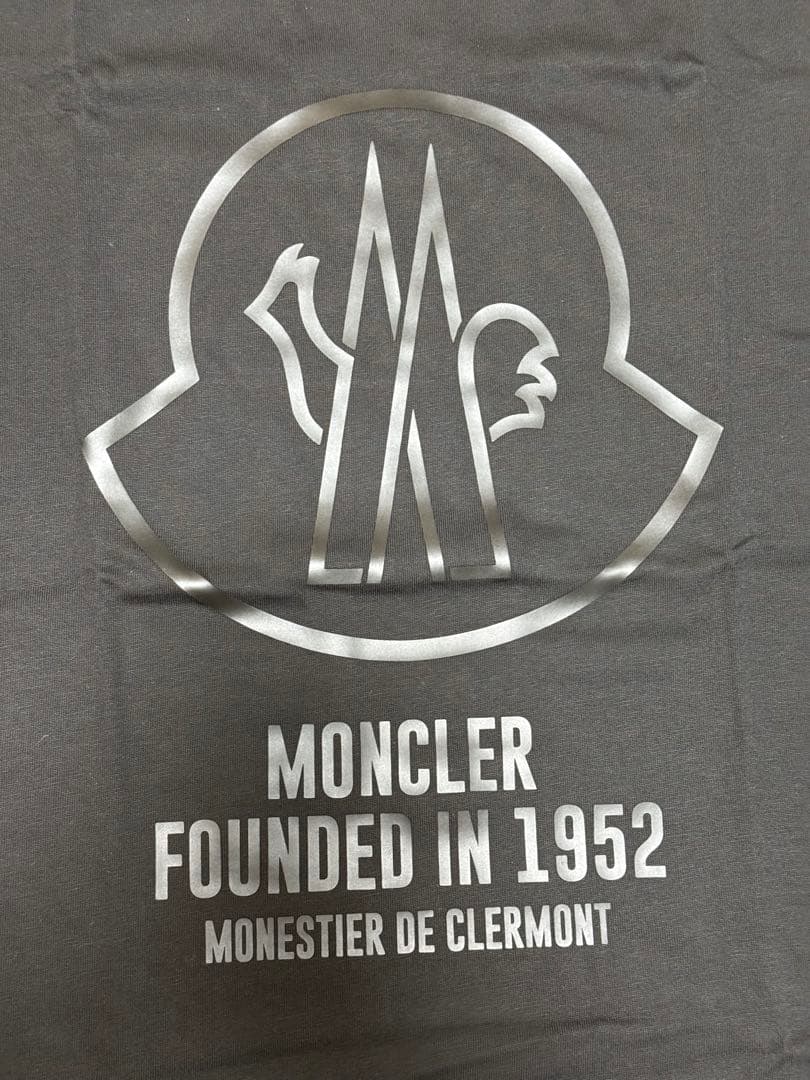 MONCLER
FOUNDED IN 1952
MONESTIER DE CLERMONT